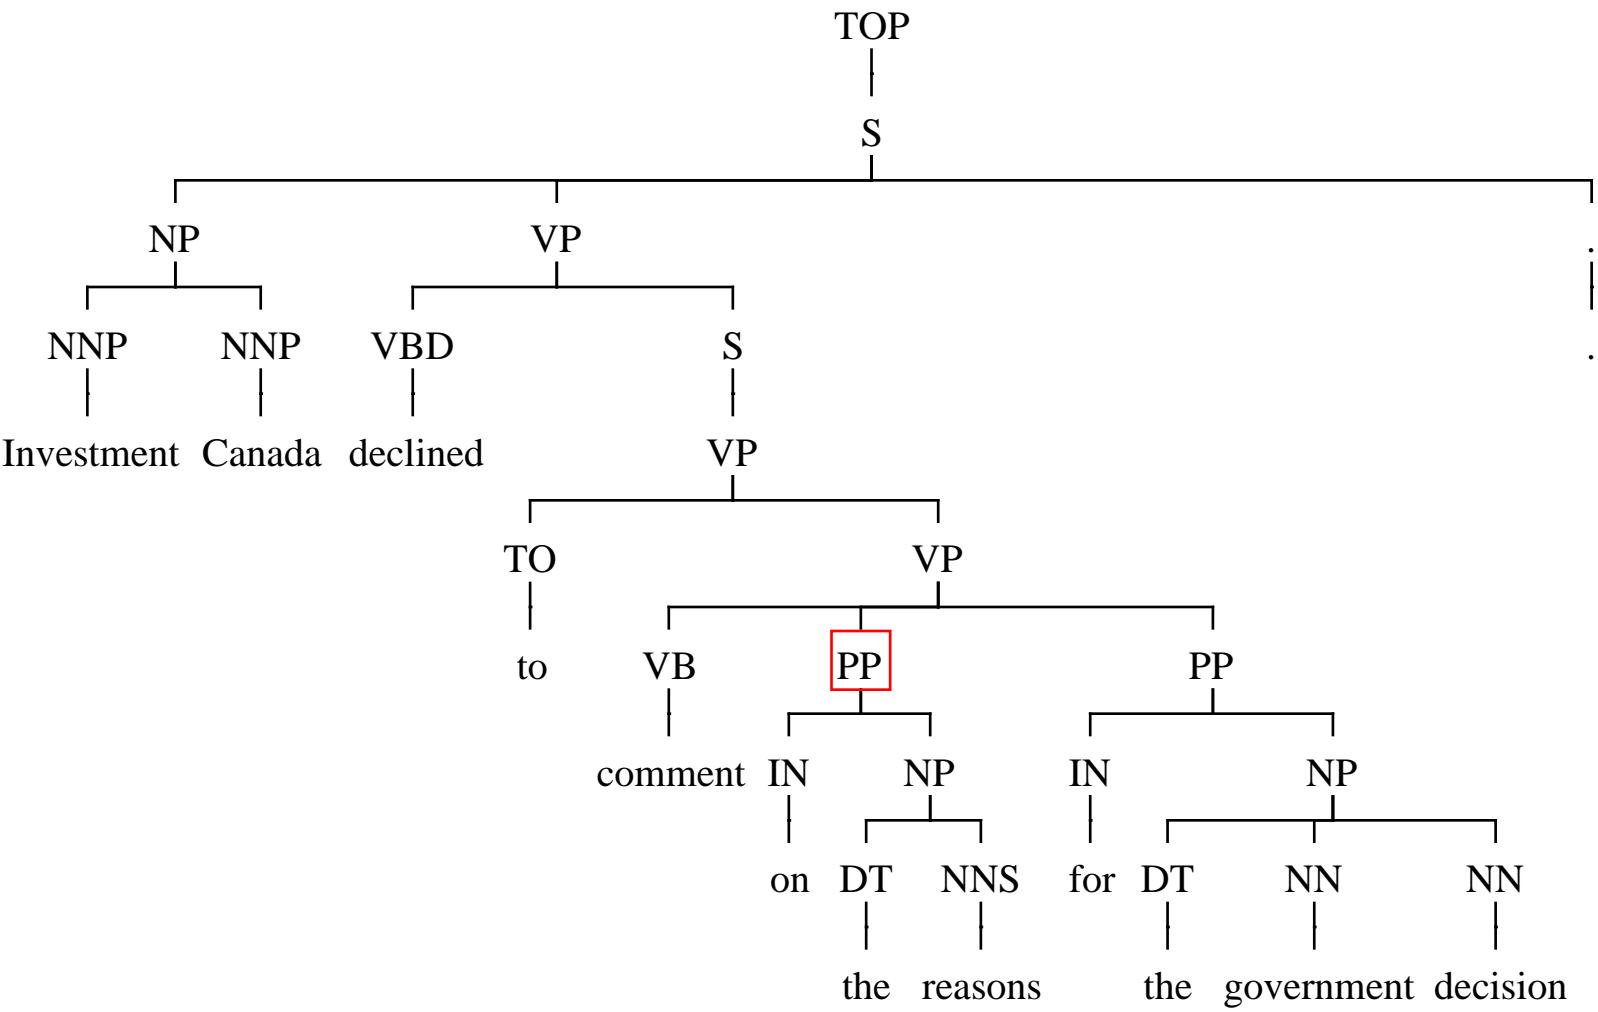 TOP
S
NP VP .
NNP NNP VBD S .
Investment Canada declined VP
TO VP
to VB PP PP
comment IN NP IN NP
on DT NNS for DT NN NN
the reasons the government decision